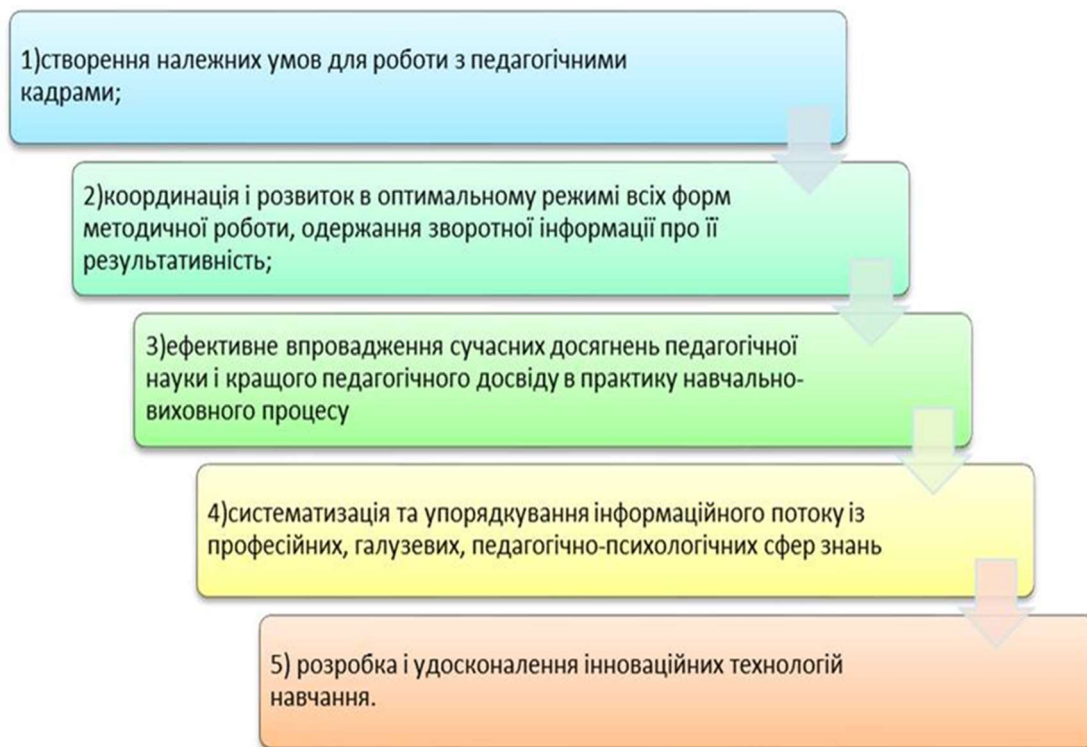 1)створення належних умов для роботи з педагогічними
кадрами;
2)координація і розвиток в оптимальному режимі всіх форм
методичної роботи, одержання зворотної інформації про її
результативність;
3)ефективне впровадження сучасних досягнень педагогічної
науки і кращого педагогічного досвіду в практику навчально-
виховного процесу
4)систематизація та упорядкування інформаційного потоку із
професійних, галузевих, педагогічно-психологічних сфер знань
5) розробка і удосконалення інноваційних технологій
навчання.